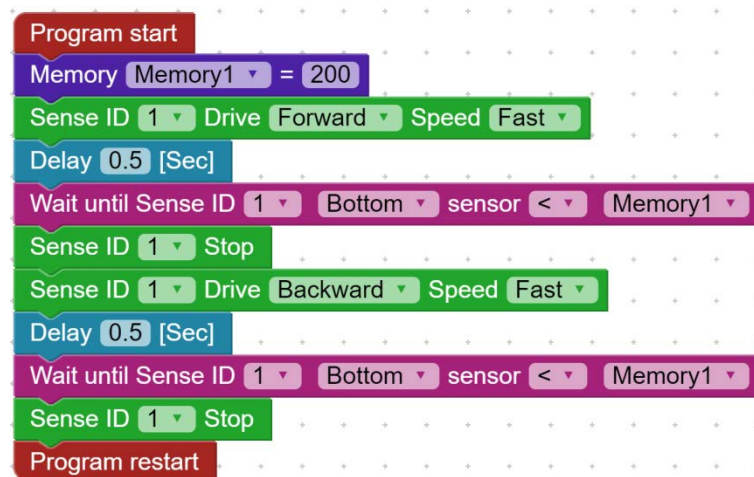 Program start
Memory Memory1 = 200
Sense ID 1 Drive Forward Speed Fast
Delay 0.5 [Sec]
Wait until Sense ID 1 Bottom sensor < Memory1
Sense ID 1 Stop
Sense ID 1 Drive Backward Speed Fast
Delay 0.5 [Sec]
Wait until Sense ID 1 Bottom sensor < Memory1
Sense ID 1 Stop
Program restart